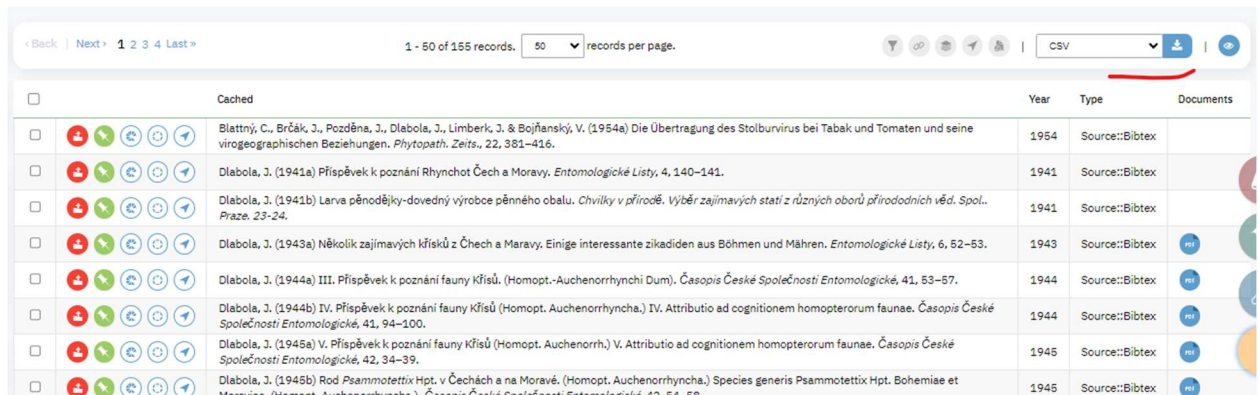 ‹ Back | Next › 1 2 3 4 Last »
1 - 50 of 155 records. 50 records per page.
| CSV |
Cached Year Type Documents
Blattný, C., Brčák, J., Pozděna, J., Dlabola, J., Limberk, J. & Bojňanský, V. (1954a) Die Übertragung des Stolburvirus bei Tabak und Tomaten und seine
virogeographischen Beziehungen. Phytopath. Zeits., 22, 381–416.
1954 Source::Bibtex
Dlabola, J. (1941a) Příspěvek k poznání Rhynchot Čech a Moravy. Entomologické Listy, 4, 140–141.
1941 Source::Bibtex
Dlabola, J. (1941b) Larva pěnodějky-dovedný výrobce pěnného obalu. Chvilky v přírodě. Výběr zajímavých statí z různých oborů přírododních věd. Spol..
Praze. 23-24.
1941 Source::Bibtex
Dlabola, J. (1943a) Několik zajímavých křísků z Čhech a Maravy. Einige interessante zikadiden aus Böhmen und Mähren. Entomologické Listy, 6, 52–53.
1943 Source::Bibtex PDF
Dlabola, J. (1944a) III. Příspěvek k poznání fauny Křísů. (Homopt.-Auchenorrhynchi Dum). Časopis České Společnosti Entomologické, 41, 53–57.
1944 Source::Bibtex PDF
Dlabola, J. (1944b) IV. Příspěvek k poznání fauny Křísů (Homopt. Auchenorrhyncha.) IV. Attributio ad cognitionem homopterorum faunae. Časopis České
Společnosti Entomologické, 41, 94–100.
1944 Source::Bibtex PDF
Dlabola, J. (1945a) V. Příspěvek k poznání fauny Křísů (Homopt. Auchenorrh.) V. Attributio ad cognitionem homopterorum faunae. Časopis České
Společnosti Entomologické, 42, 34–39.
1945 Source::Bibtex PDF
Dlabola, J. (1945b) Rod Psammotettix Hpt. v Čechách a na Moravé. (Homopt. Auchenorrhyncha.) Species generis Psammotettix Hpt. Bohemiae et
1945 Source::Bibtex PDF